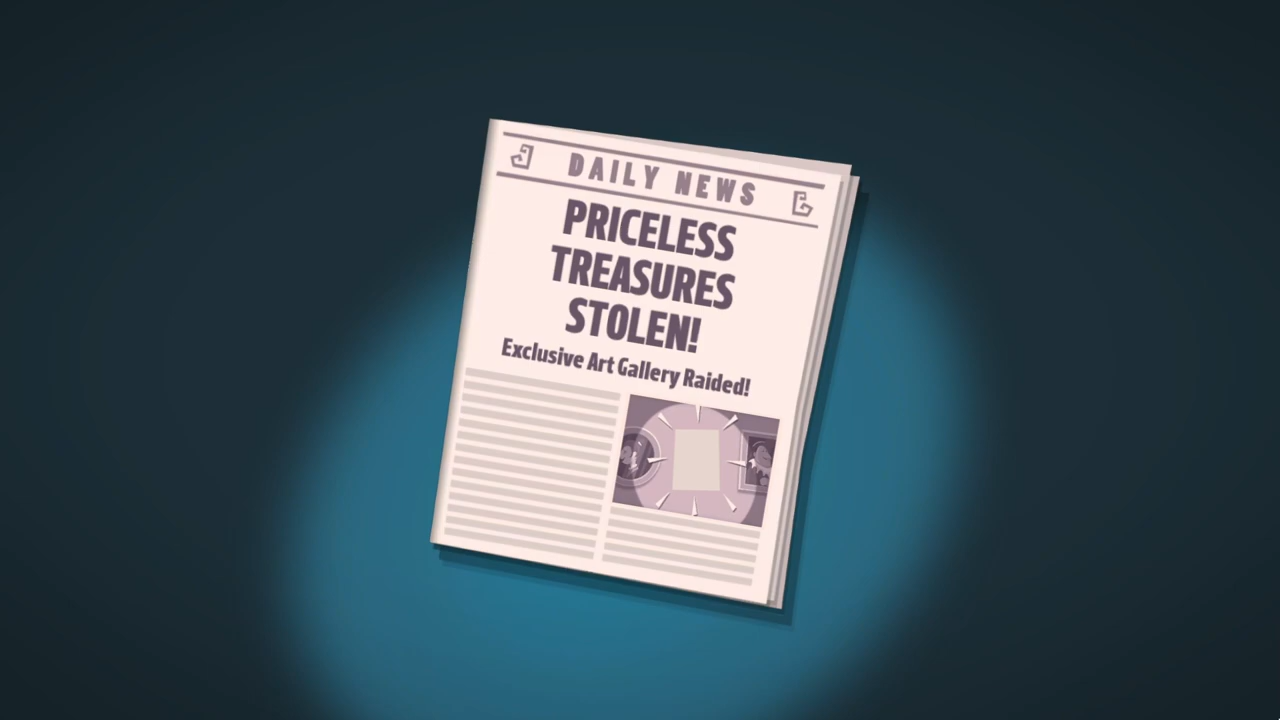 DAILY NEWS
PRICELESS
TREASURES
STOLEN!
Exclusive Art Gallery Raided!